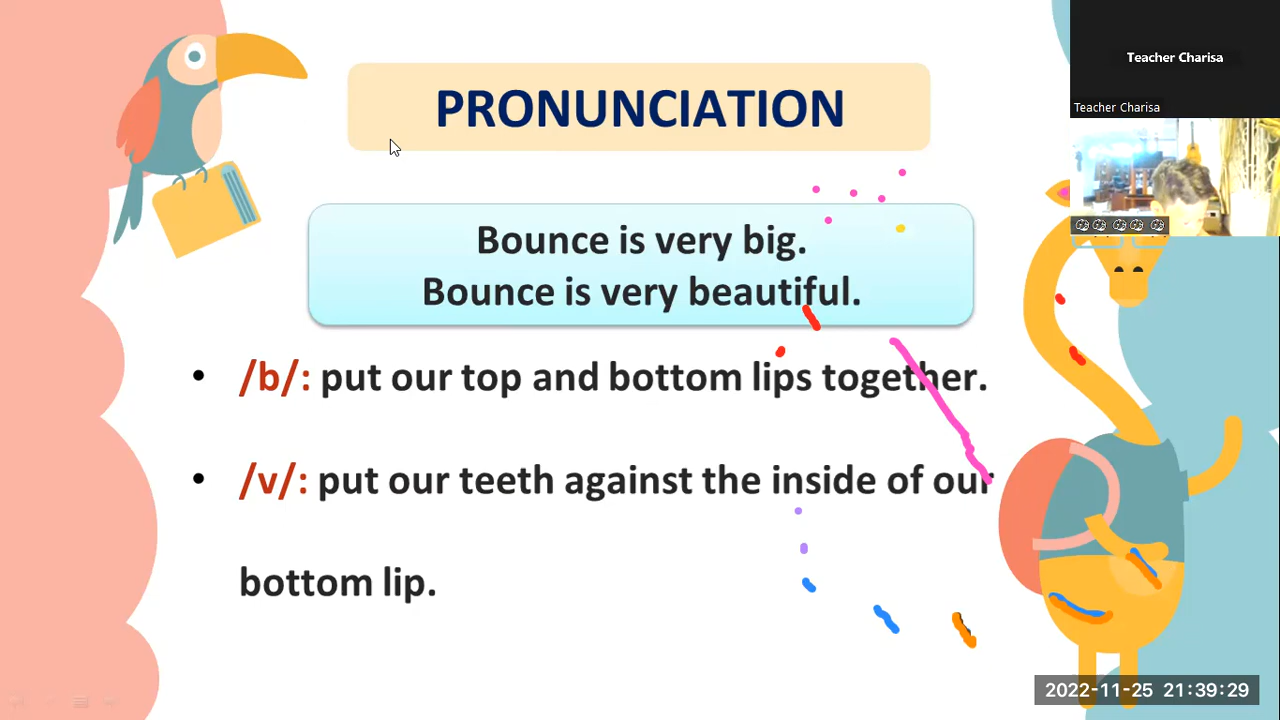 Teacher Charisa
Teacher Charisa
PRONUNCIATION
Bounce is very big.
Bounce is very beautiful.
• /b/: put our top and bottom lips together.
• /v/: put our teeth against the inside of our
bottom lip.
2022-11-25 21:39:29